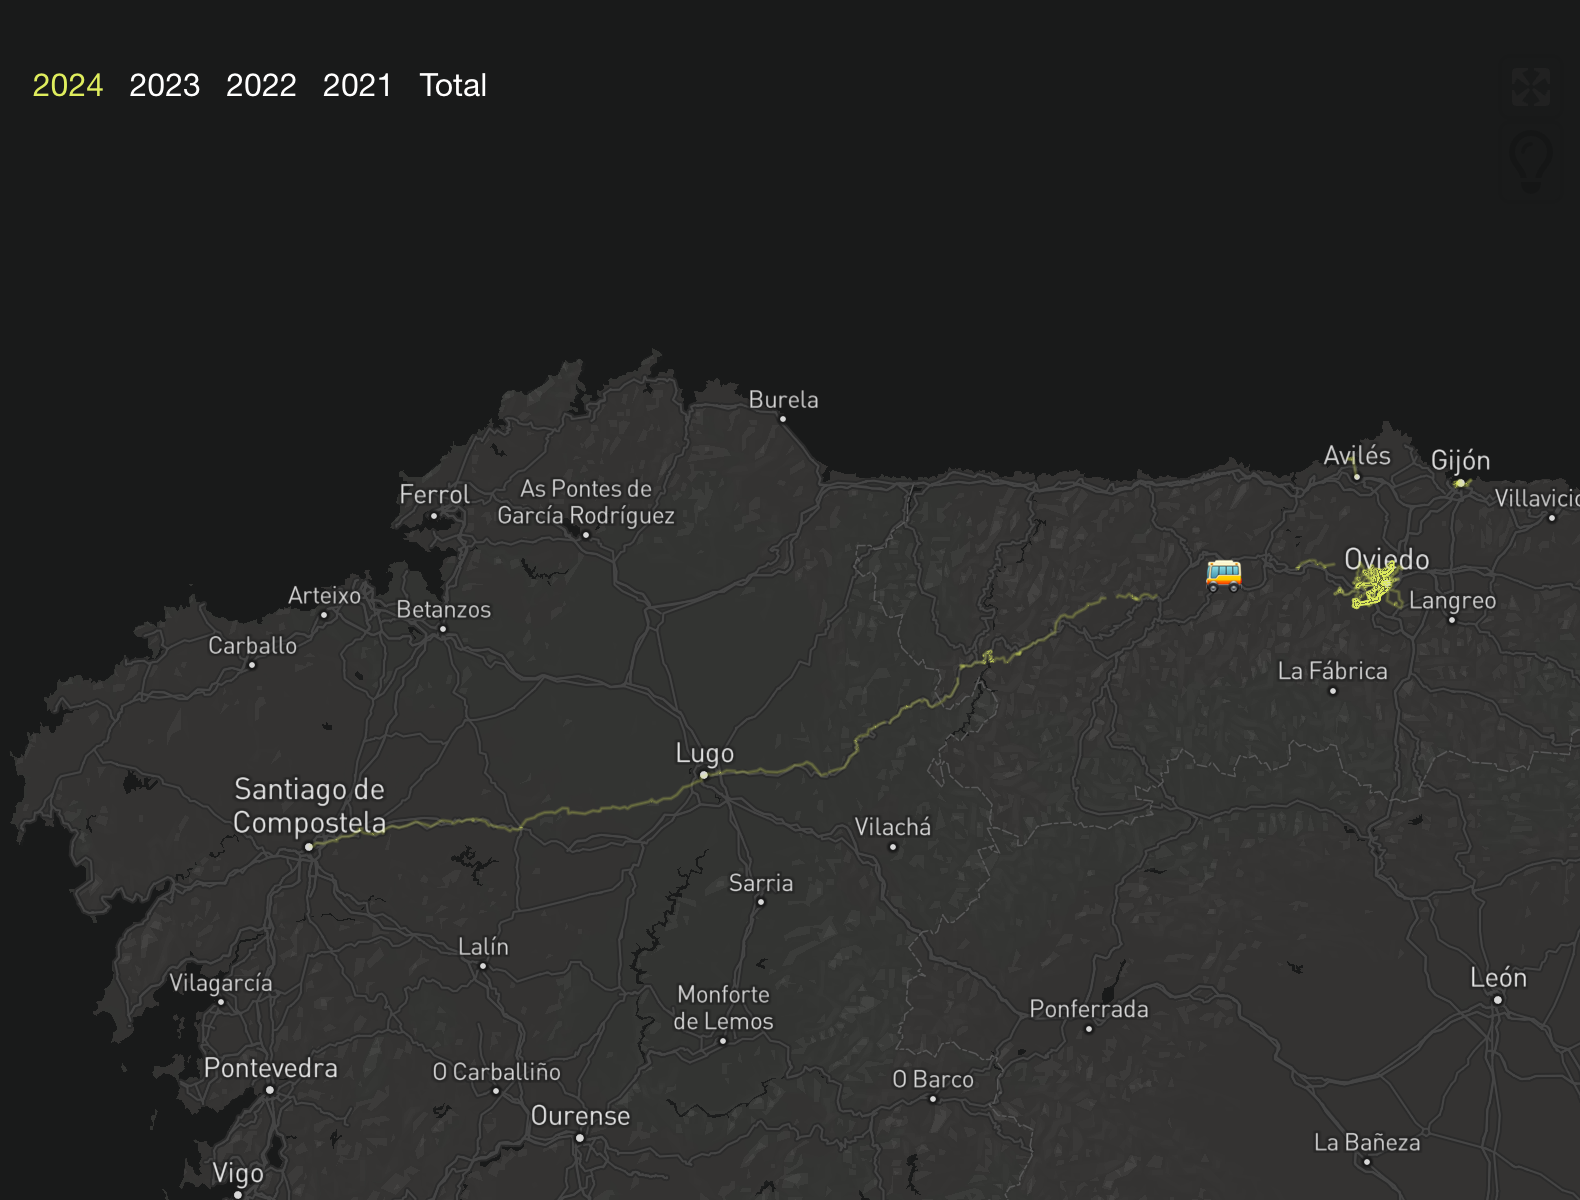 2024 2023 2022 2021 Total
Burela
Avilés
Gijón
Ferrol
As Pontes de
García Rodríguez
Villavicio
Oviedo
Arteixo
Betanzos
Langreo
Carballo
La Fábrica
Lugo
Santiago de
Compostela
Vilachá
Sarria
Lalín
Vilagarcía
León
Monforte
de Lemos
Ponferrada
Pontevedra
O Carballiño
O Barco
Ourense
La Bañeza
Vigo